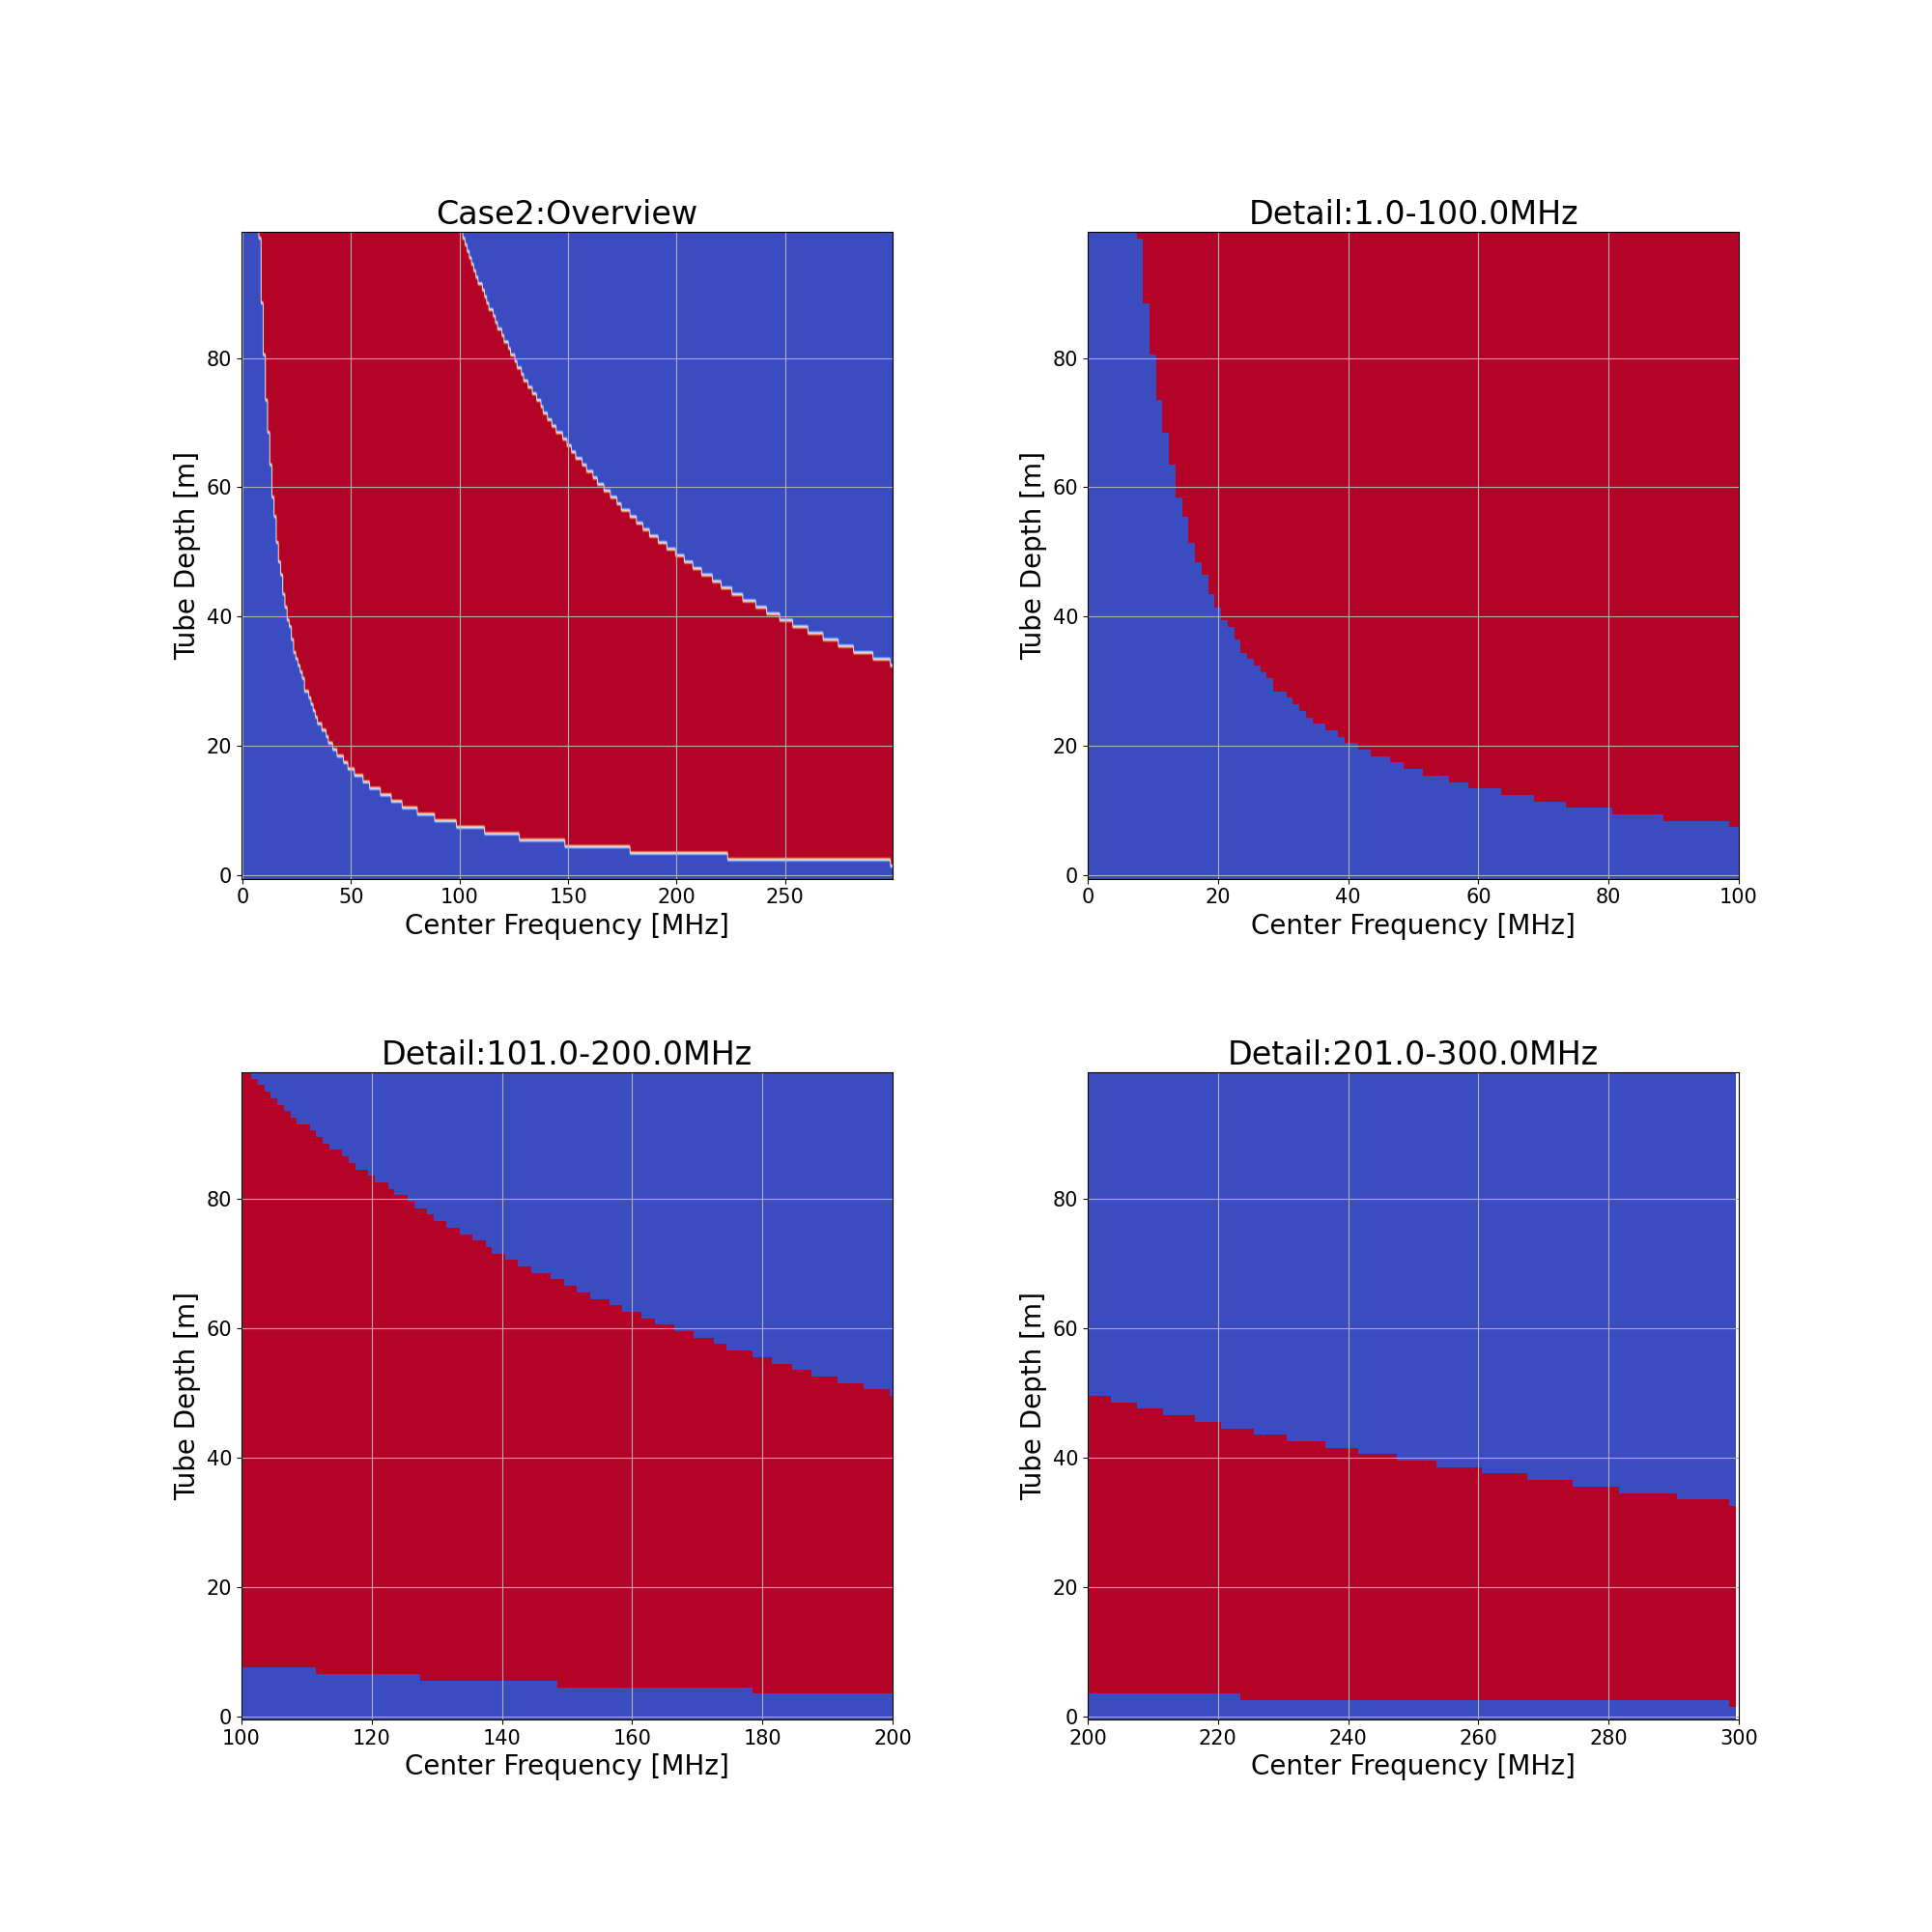 Case2:Overview
Tube Depth [m]
80
60
40
20
0
0 50 100 150 200 250
Center Frequency [MHz]
Detail:1.0-100.0MHz
Tube Depth [m]
80
60
40
20
0
0 20 40 60 80 100
Center Frequency [MHz]
Detail:101.0-200.0MHz
Tube Depth [m]
80
60
40
20
0
100 120 140 160 180 200
Center Frequency [MHz]
Detail:201.0-300.0MHz
Tube Depth [m]
80
60
40
20
0
200 220 240 260 280 300
Center Frequency [MHz]